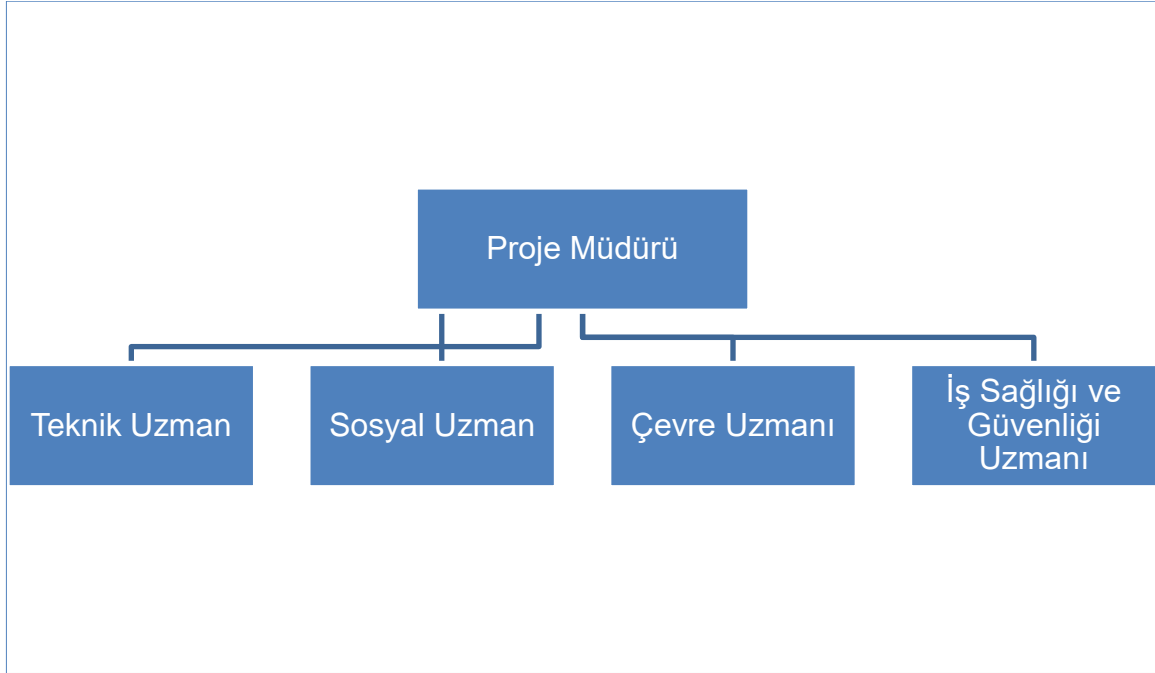 Proje Müdürü
Teknik Uzman
Sosyal Uzman
Çevre Uzmanı
İş Sağlığı ve
Güvenliği
Uzmanı